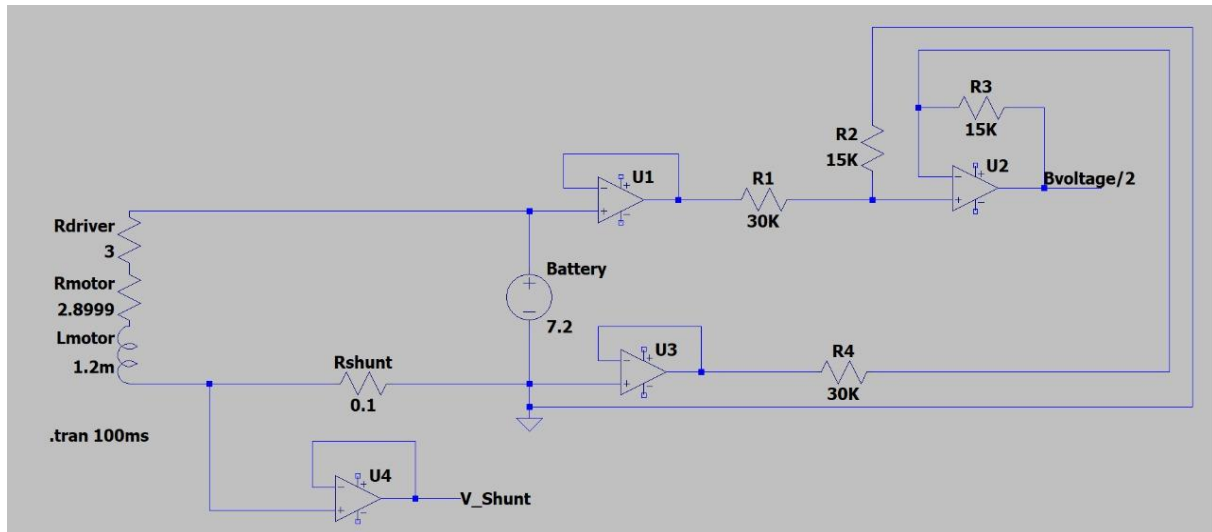 R3
15K
R2
15K
U2
Bvoltage/2
U1
R1
30K
Rdriver
3
Rmotor
2.8999
Lmotor
1.2m
Battery
7.2
U3
R4
30K
Rshunt
0.1
.tran 100ms
U4
V_Shunt